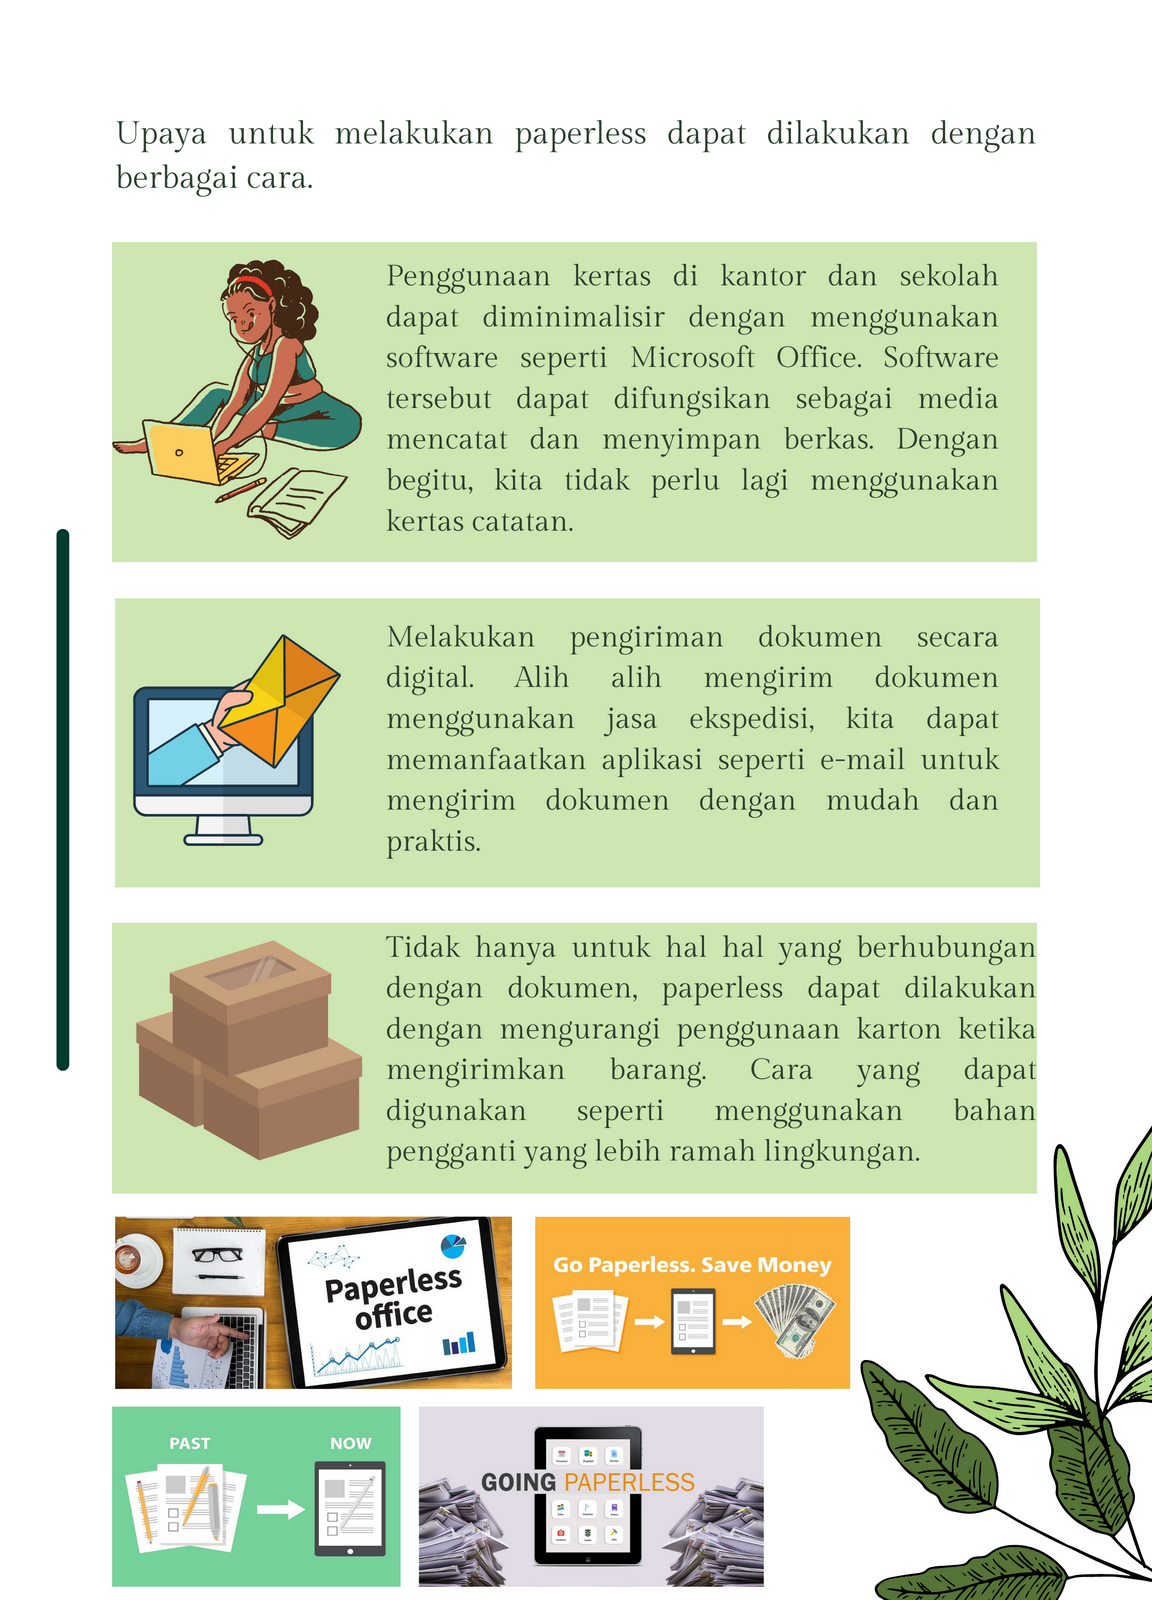 Upaya untuk melakukan paperless dapat dilakukan dengan
berbagai cara.
Penggunaan kertas di kantor dan sekolah
dapat diminimalisir dengan menggunakan
software seperti Microsoft Office. Software
tersebut dapat difungsikan sebagai media
mencatat dan menyimpan berkas. Dengan
begitu, kita tidak perlu lagi menggunakan
kertas catatan.
Melakukan pengiriman dokumen secara
digital. Alih alih mengirim dokumen
menggunakan jasa ekspedisi, kita dapat
memanfaatkan aplikasi seperti e-mail untuk
mengirim dokumen dengan mudah dan
praktis.
Tidak hanya untuk hal hal yang berhubungan
dengan dokumen, paperless dapat dilakukan
dengan mengurangi penggunaan karton ketika
mengirimkan barang. Cara yang dapat
digunakan seperti menggunakan bahan
pengganti yang lebih ramah lingkungan.
Paperless
office
Go Paperless. Save Money
PAST
NOW
GOING PAPERLESS